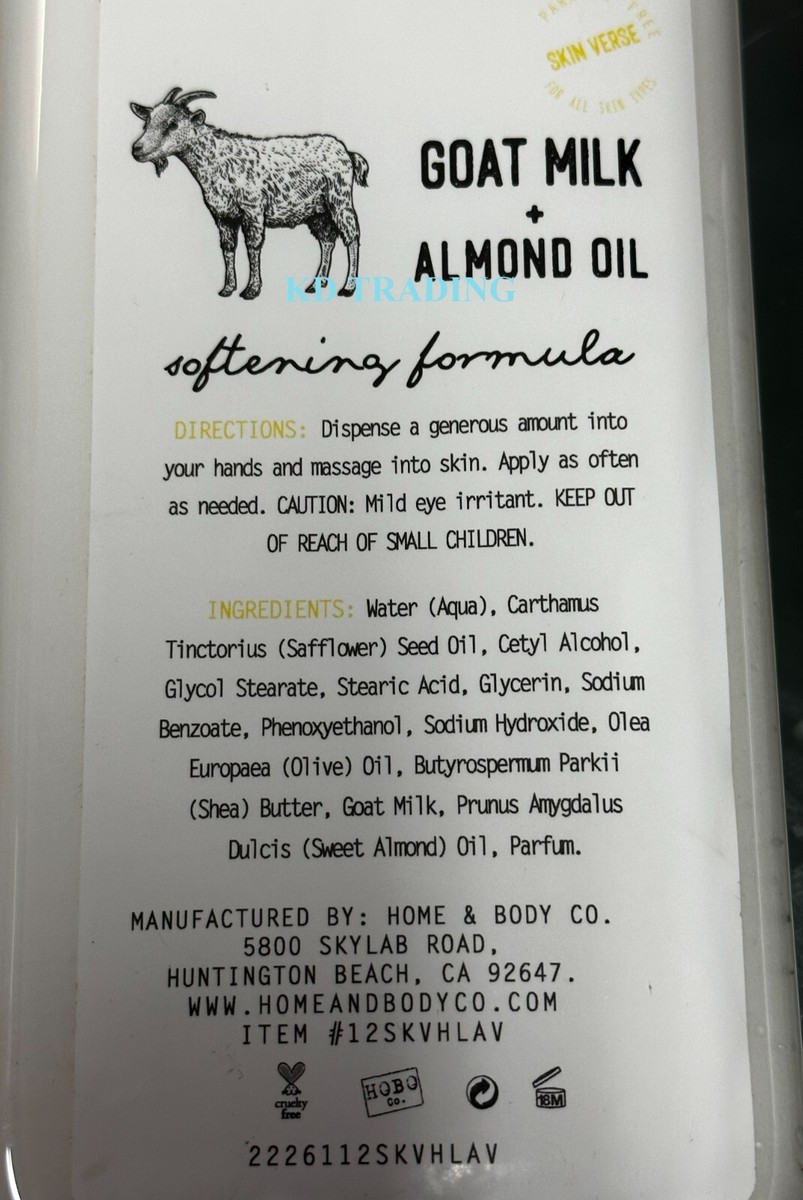 SKIN VERSE
FOR ALL SKIN TYPES
GOAT MILK
+
ALMOND OIL
KD TRADING
softening formula
DIRECTIONS: Dispense a generous amount into
your hands and massage into skin. Apply as often
as needed. CAUTION: Mild eye irritant. KEEP OUT
OF REACH OF SMALL CHILDREN.
INGREDIENTS: Water (Aqua), Carthamus
Tinctorius (Safflower) Seed Oil, Cetyl Alcohol,
Glycol Stearate, Stearic Acid, Glycerin, Sodium
Benzoate, Phenoxyethanol, Sodium Hydroxide, Olea
Europaea (Olive) Oil, Butyrospermum Parkii
(Shea) Butter, Goat Milk, Prunus Amygdalus
Dulcis (Sweet Almond) Oil, Parfum.
MANUFACTURED BY: HOME & BODY CO.
5800 SKYLAB ROAD,
HUNTINGTON BEACH, CA 92647.
WWW.HOMEANDBODYCO.COM
ITEM #12SKVHLAV
cruelty
free
HOBO
co.
18M
2226112SKVHLAV